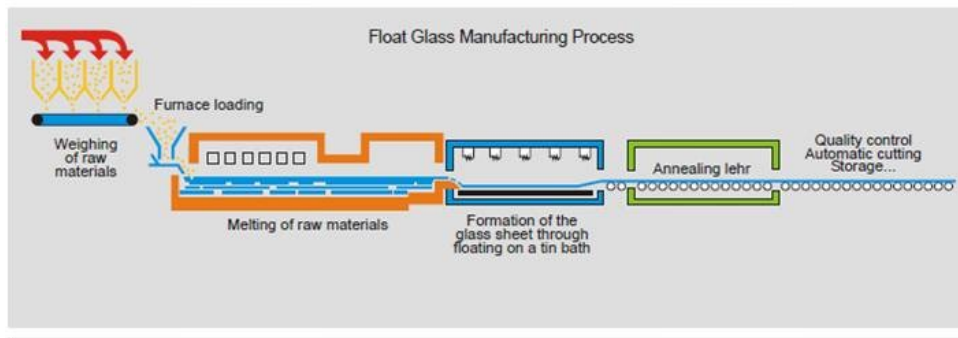 Float Glass Manufacturing Process
Furnace loading
Weighing
of raw
materials
Melting of raw materials
Formation of the
glass sheet through
floating on a tin bath
Annealing lehr
Quality control
Automatic cutting
Storage...